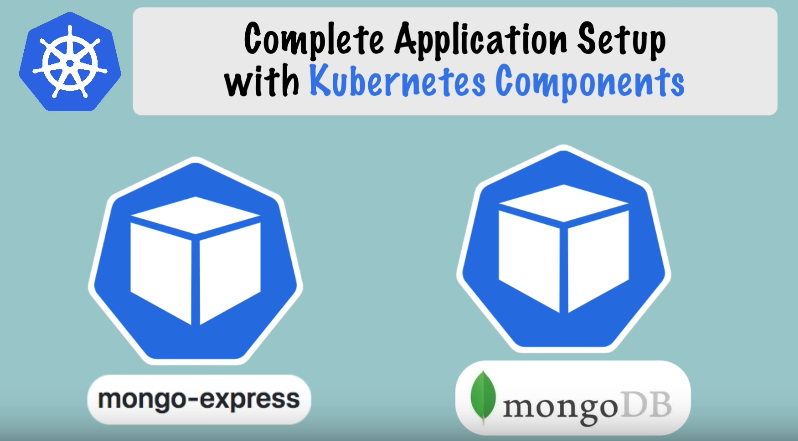 Complete Application Setup
with Kubernetes Components
mongo-express
mongoDB